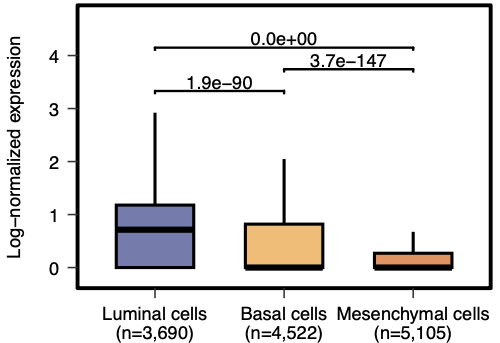 Log−normalized expression
4
3
2
1
0
0.0e+00
3.7e−147
1.9e−90
Luminal cells
(n=3,690)
Basal cells
(n=4,522)
Mesenchymal cells
(n=5,105)